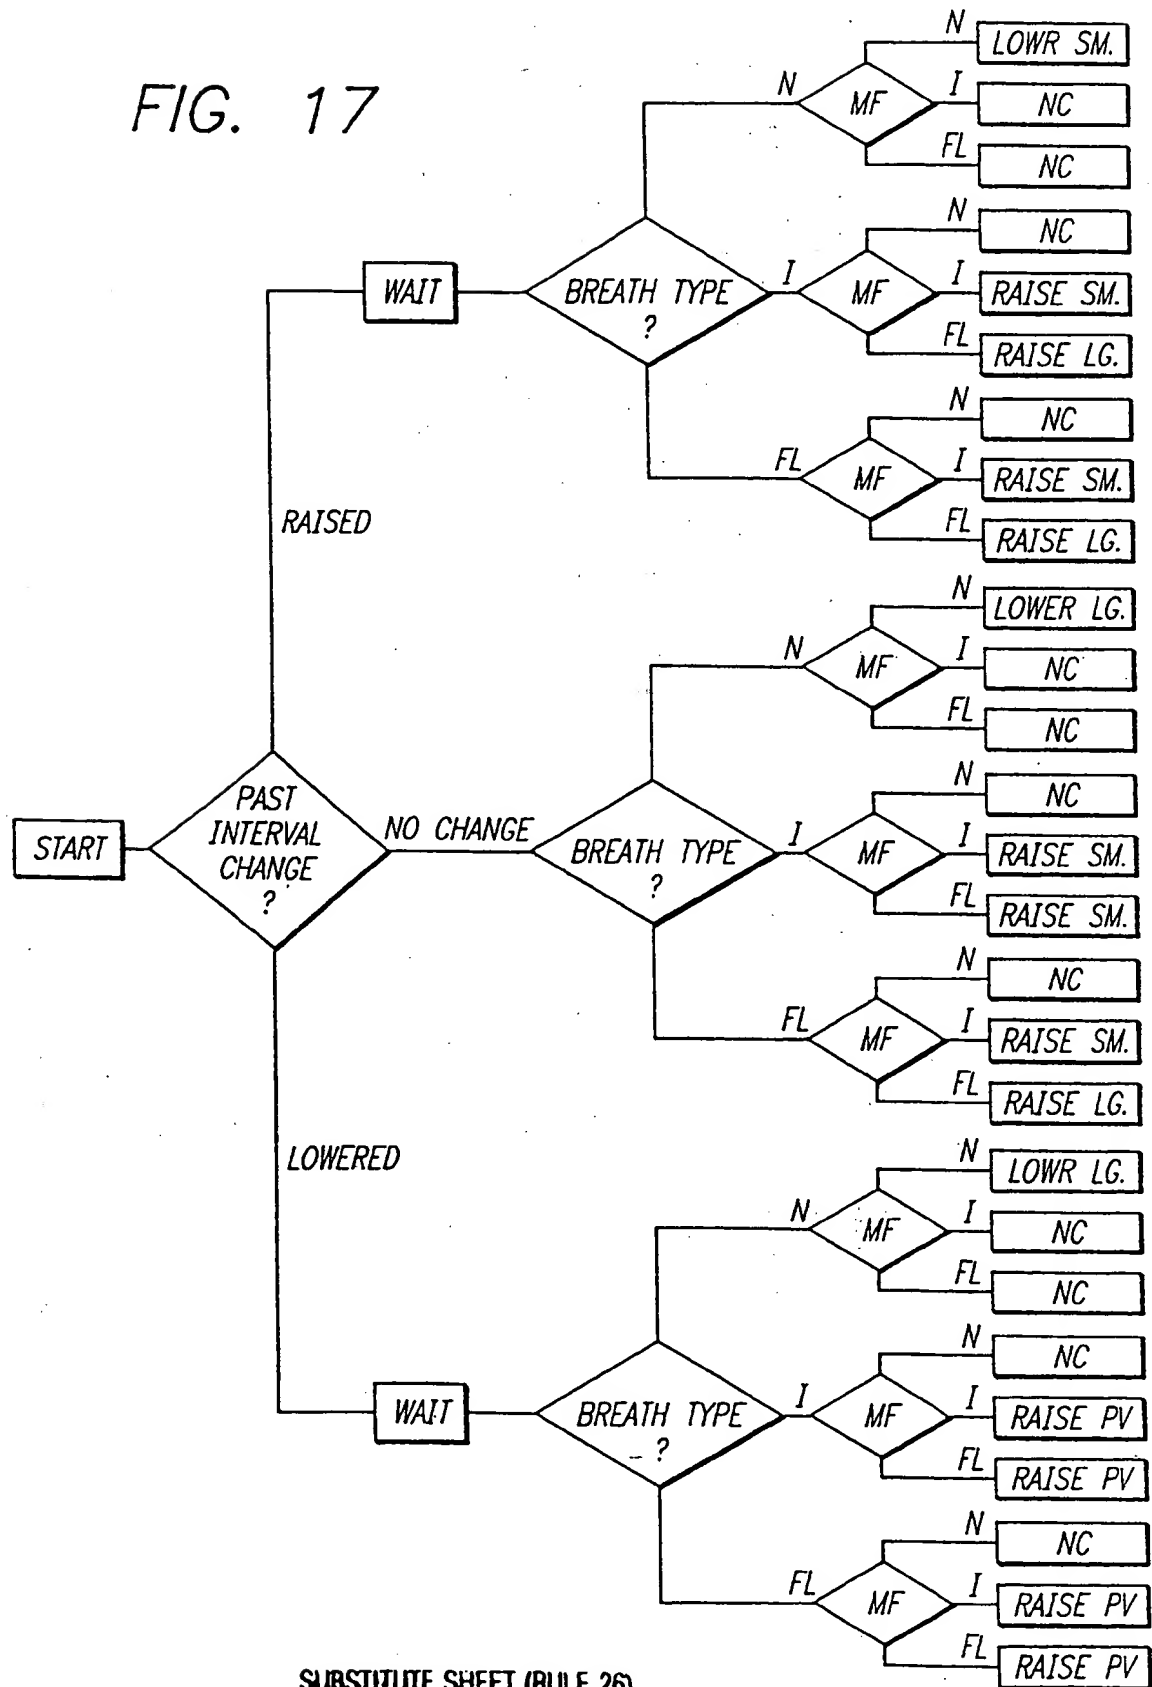 FIG. 17
N
LOWR SM.
N
MF
I
NC
FL
NC
N
NC
WAIT
BREATH TYPE
?
I
MF
I
RAISE SM.
FL
RAISE LG.
N
NC
FL
MF
I
RAISE SM.
RAISED
FL
RAISE LG.
N
LOWER LG.
N
MF
I
NC
FL
NC
N
NC
START
PAST
INTERVAL
CHANGE
?
NO CHANGE
BREATH TYPE
?
I
MF
I
RAISE SM.
FL
RAISE SM.
N
NC
FL
MF
I
RAISE SM.
FL
RAISE LG.
LOWERED
N
LOWR LG.
N
MF
I
NC
FL
NC
N
NC
WAIT
BREATH TYPE
?
I
MF
I
RAISE PV
FL
RAISE PV
N
NC
FL
MF
I
RAISE PV
FL
RAISE PV
SUBSTITUTE SHEET (RULE 26)